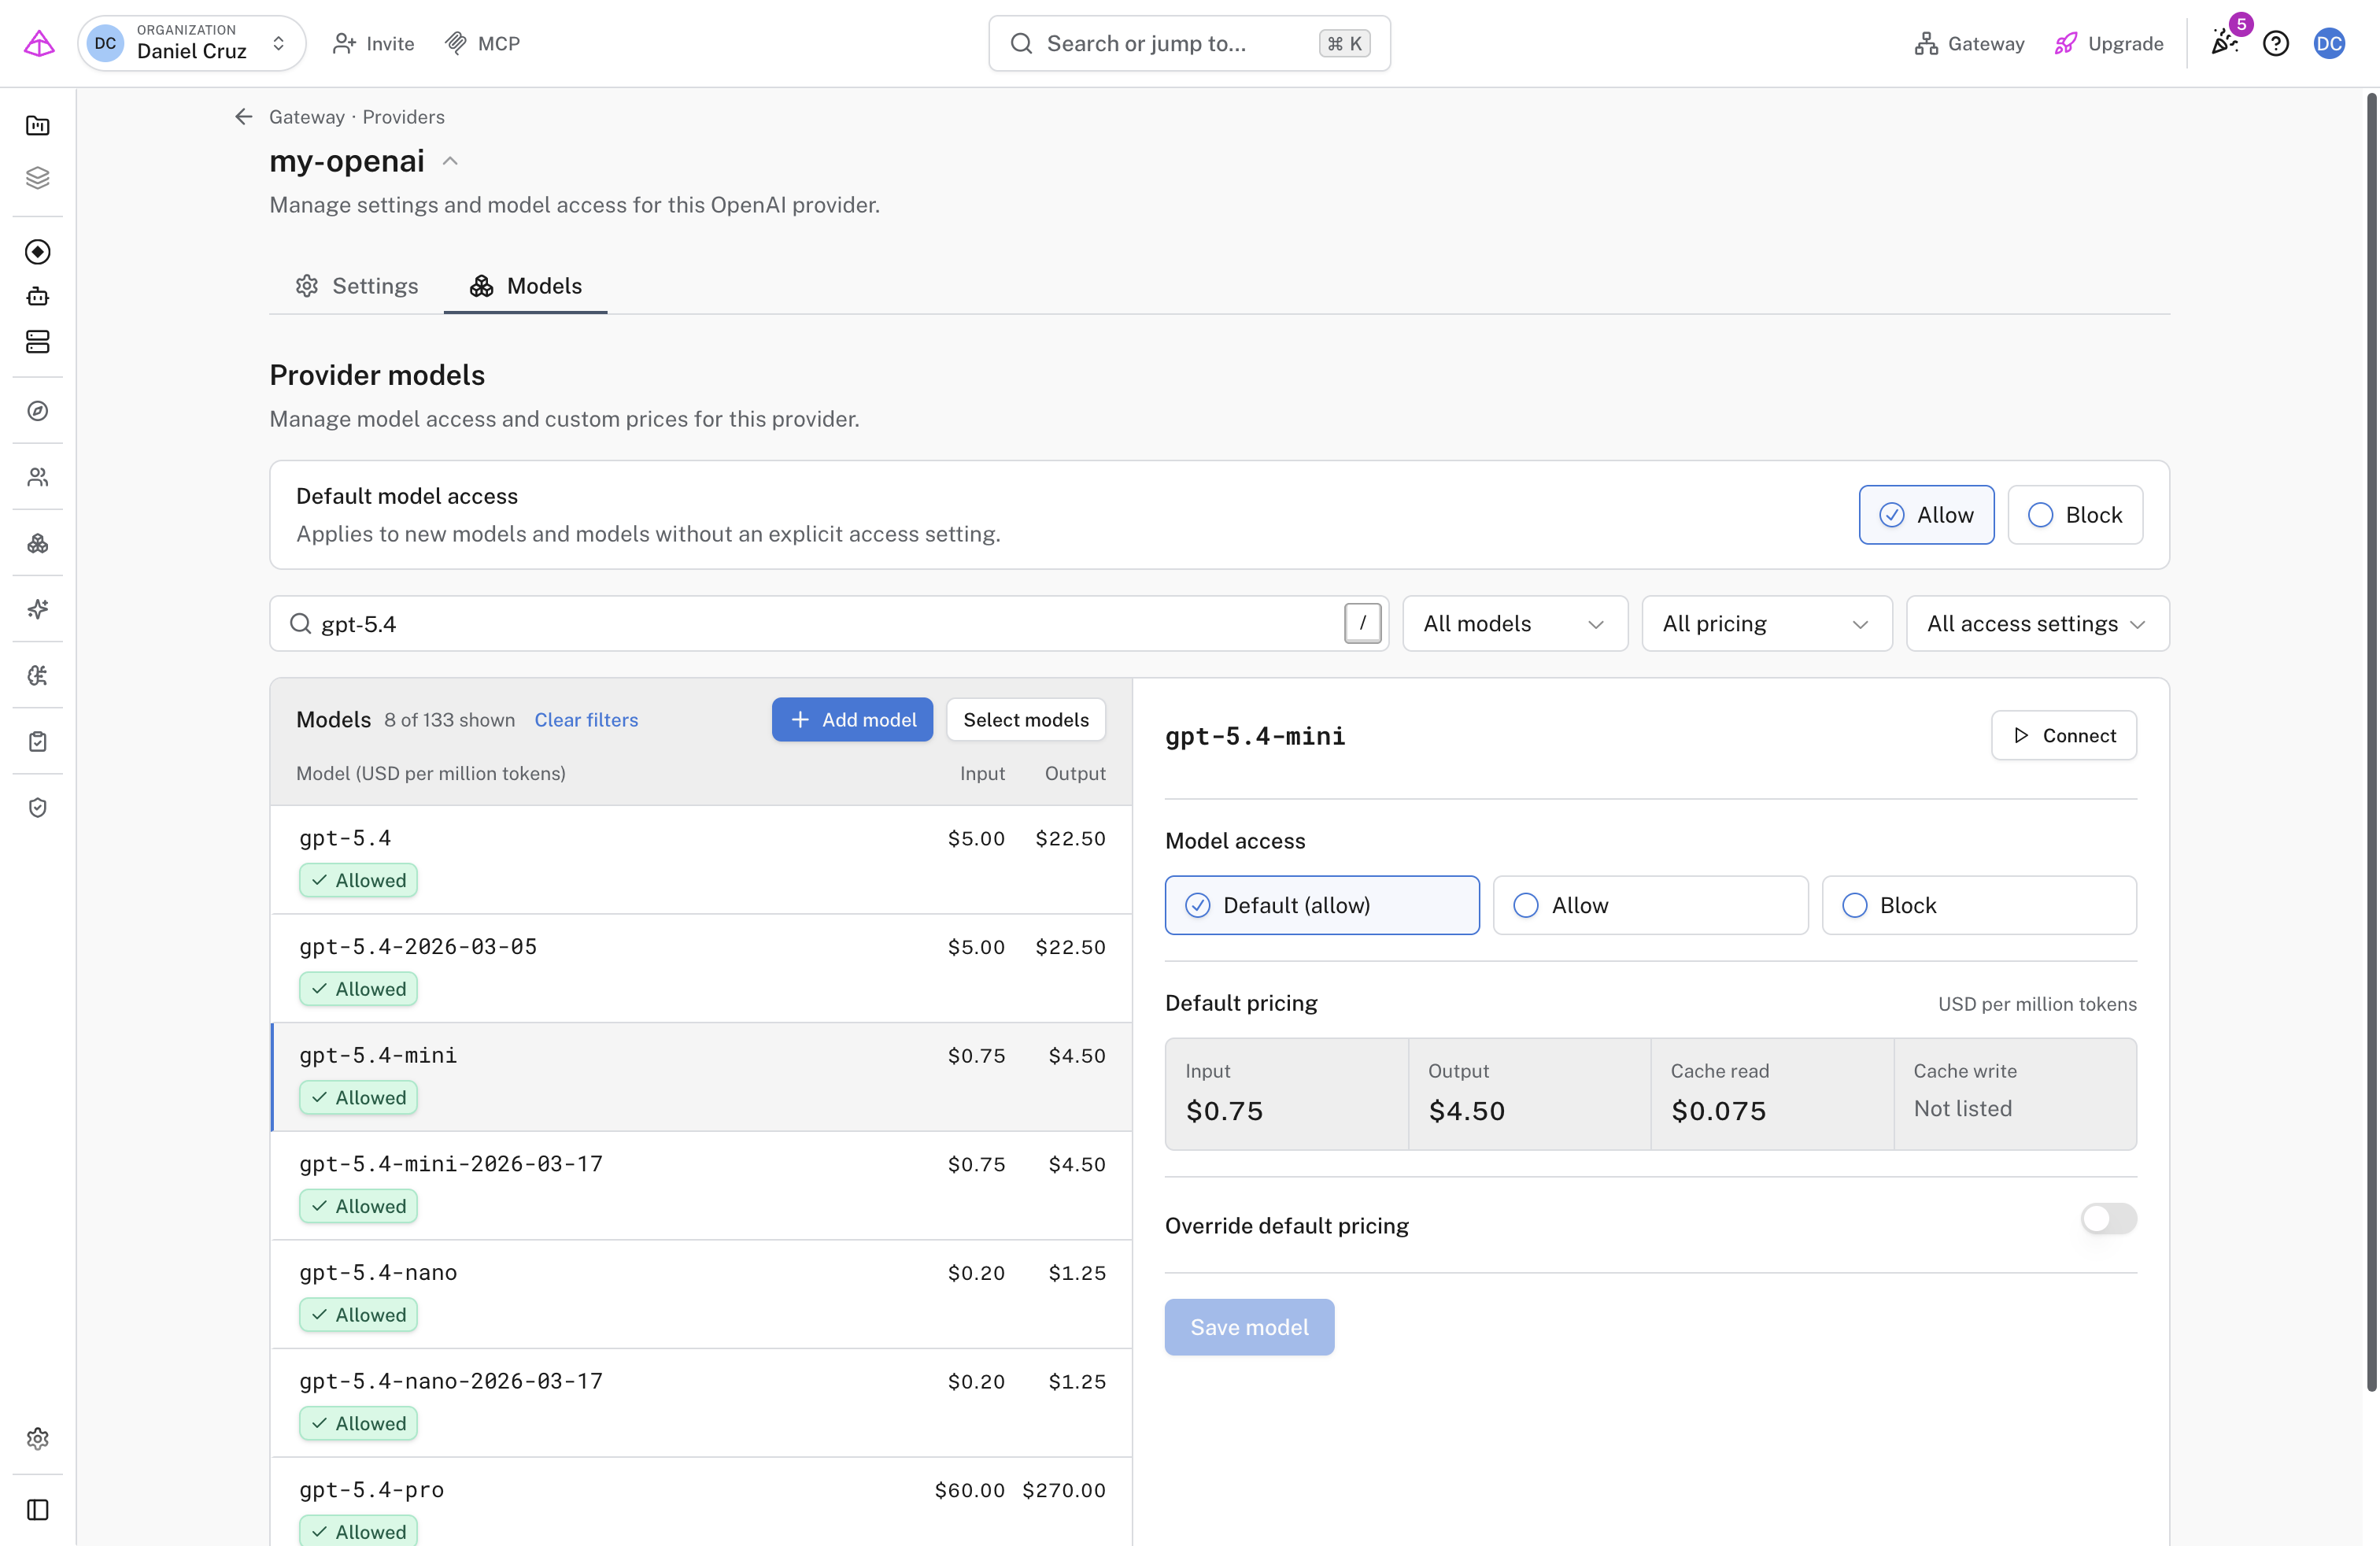 DC
ORGANIZATION
Daniel Cruz
Invite
MCP
Search or jump to...
⌘ K
Gateway
Upgrade
5
DC
Gateway · Providers
my-openai
Manage settings and model access for this OpenAI provider.
Settings
Models
Provider models
Manage model access and custom prices for this provider.
Default model access
Applies to new models and models without an explicit access setting.
Allow
Block
gpt-5.4
/
All models
All pricing
All access settings
Models 8 of 133 shown Clear filters
Add model
Select models
Model (USD per million tokens) Input Output
gpt-5.4 $5.00 $22.50
Allowed
gpt-5.4-2026-03-05 $5.00 $22.50
Allowed
gpt-5.4-mini $0.75 $4.50
Allowed
gpt-5.4-mini-2026-03-17 $0.75 $4.50
Allowed
gpt-5.4-nano $0.20 $1.25
Allowed
gpt-5.4-nano-2026-03-17 $0.20 $1.25
Allowed
gpt-5.4-pro $60.00 $270.00
Allowed
gpt-5.4-mini
Connect
Model access
Default (allow)
Allow
Block
Default pricing USD per million tokens
Input Output Cache read Cache write
$0.75 $4.50 $0.075 Not listed
Override default pricing
Save model